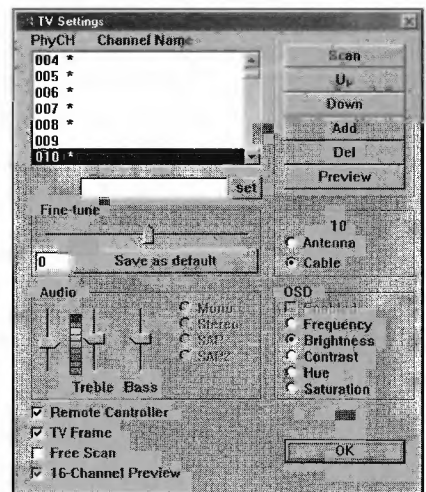 TV Settings
PhyCH Channel Name
004 *
005 *
006 *
007 *
008 *
009
010 *
Scan
Up
Down
Add
Del
Preview
set
Fine-tune
0 Save as default
10
Antenna
Cable
Audio
Mono
Stereo
SAP
SAP2
Treble Bass
OSD
Enabled
Frequency
Brightness
Contrast
Hue
Saturation
Remote Controller
TV Frame
Free Scan
16-Channel Preview
OK